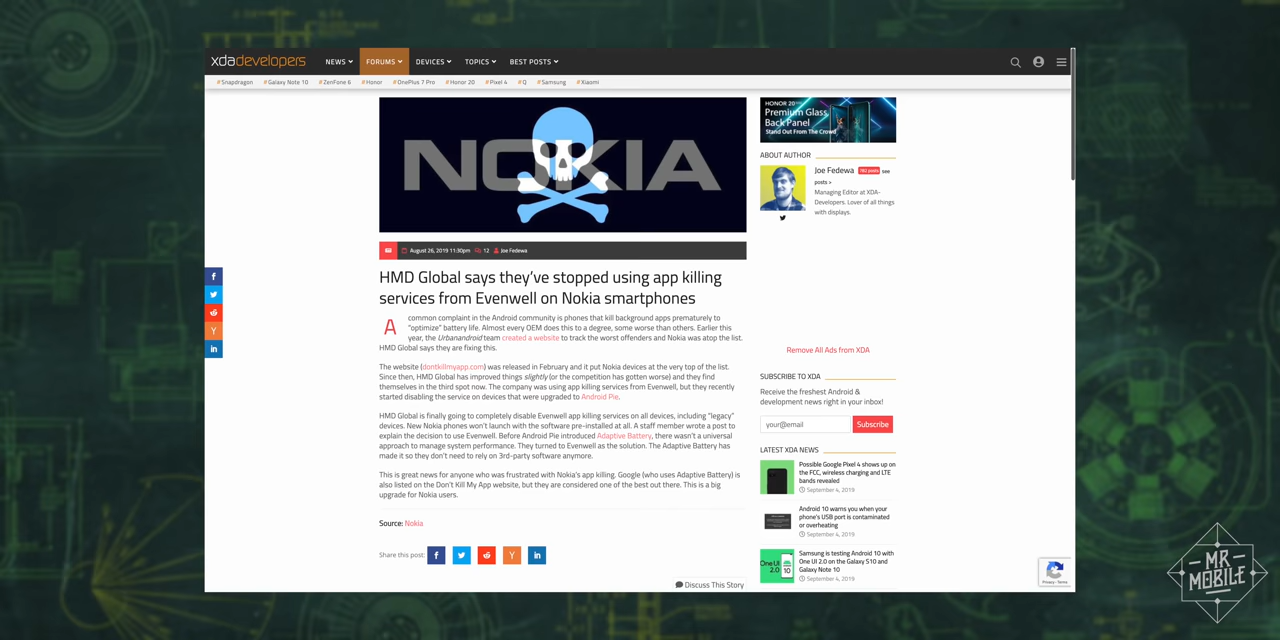 xdadevelopers
NEWS FORUMS DEVICES TOPICS BEST POSTS
#Snapdragon #Galaxy Note 10 #ZenFone 6 #Honor #OnePlus 7 Pro #Honor 20 #Pixel 4 #Q #Samsung #Xiaomi
NOKIA
August 26, 2019 11:30pm 12 Joe Fedewa
HMD Global says they've stopped using app killing
services from Evenwell on Nokia smartphones
A common complaint in the Android community is phones that kill background apps prematurely to
"optimize" battery life. Almost every OEM does this to a degree, some worse than others. Earlier this
year, the Urbanandroid team created a website to track the worst offenders and Nokia was atop the list.
HMD Global says they are fixing this.
The website (dontkillmyapp.com) was released in February and it put Nokia devices at the very top of the list.
Since then, HMD Global has improved things slightly (or the competition has gotten worse) and they find
themselves in the third spot now. The company was using app killing services from Evenwell, but they recently
started disabling the service on devices that were upgraded to Android Pie.
HMD Global is finally going to completely disable Evenwell app killing services on all devices, including "legacy"
devices. New Nokia phones won't launch with the software pre-installed at all. A staff member wrote a post to
explain the decision to use Evenwell. Before Android Pie introduced Adaptive Battery, there wasn't a universal
approach to manage system performance. They turned to Evenwell as the solution. The Adaptive Battery has
made it so they don't need to rely on 3rd-party software anymore.
This is great news for anyone who was frustrated with Nokia's app killing. Google (who uses Adaptive Battery) is
also listed on the Don't Kill My App website, but they are considered one of the best out there. This is a big
upgrade for Nokia users.
Source: Nokia
Share this post:
Discuss This Story
HONOR 20
Premium Glass
Back Panel
Stand Out From The Crowd
ABOUT AUTHOR
Joe Fedewa 762 posts see
posts >
Managing Editor at XDA-
Developers. Lover of all things
with displays.
Remove All Ads from XDA
SUBSCRIBE TO XDA
Receive the freshest Android &
development news right in your inbox!
your@email Subscribe
LATEST XDA NEWS
Possible Google Pixel 4 shows up on
the FCC, wireless charging and LTE
bands revealed
September 4, 2019
Android 10 warns you when your
phone's USB port is contaminated
or overheating
September 4, 2019
One UI
2.0
10
Samsung is testing Android 10 with
One UI 2.0 on the Galaxy S10 and
Galaxy Note 10
September 4, 2019
Privacy - Terms
MR
MOBILE